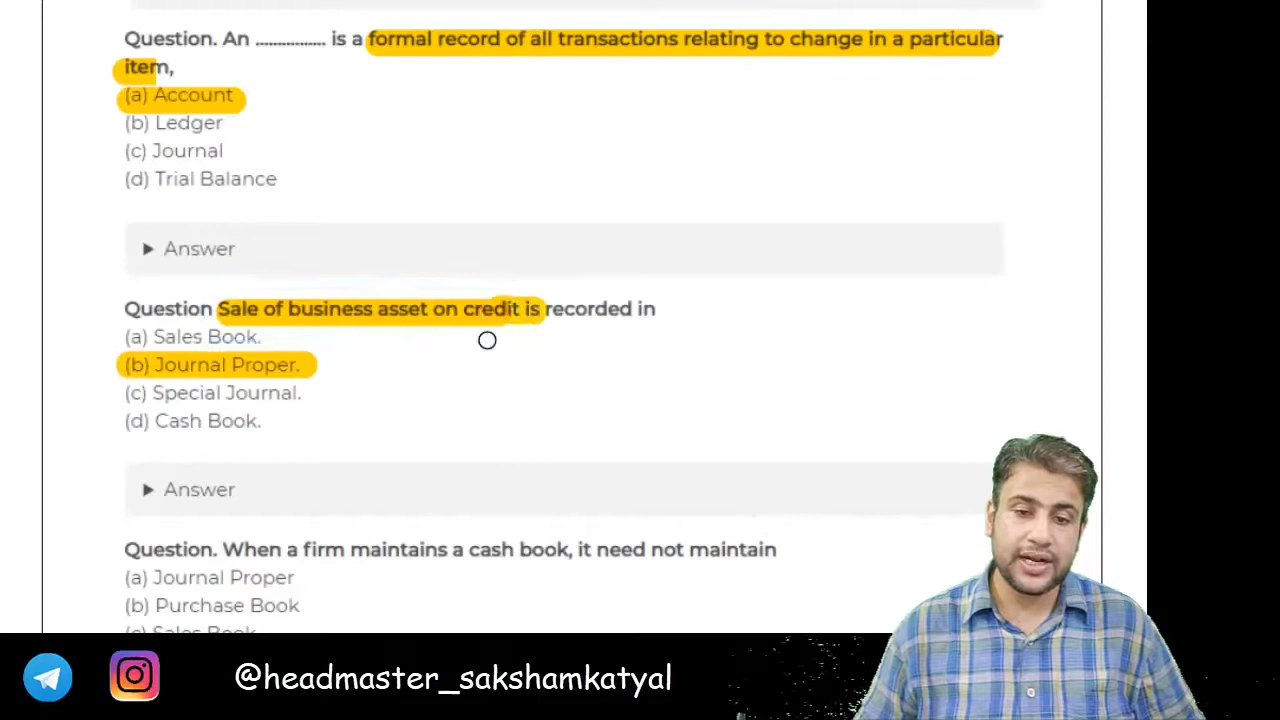 Question. An ................ is a formal record of all transactions relating to change in a particular
item,
(a) Account
(b) Ledger
(c) Journal
(d) Trial Balance
Answer
Question Sale of business asset on credit is recorded in
(a) Sales Book.
(b) Journal Proper.
(c) Special Journal.
(d) Cash Book.
Answer
Question. When a firm maintains a cash book, it need not maintain
(a) Journal Proper
(b) Purchase Book
(c) Sales Book
@headmaster_sakshamkatyal